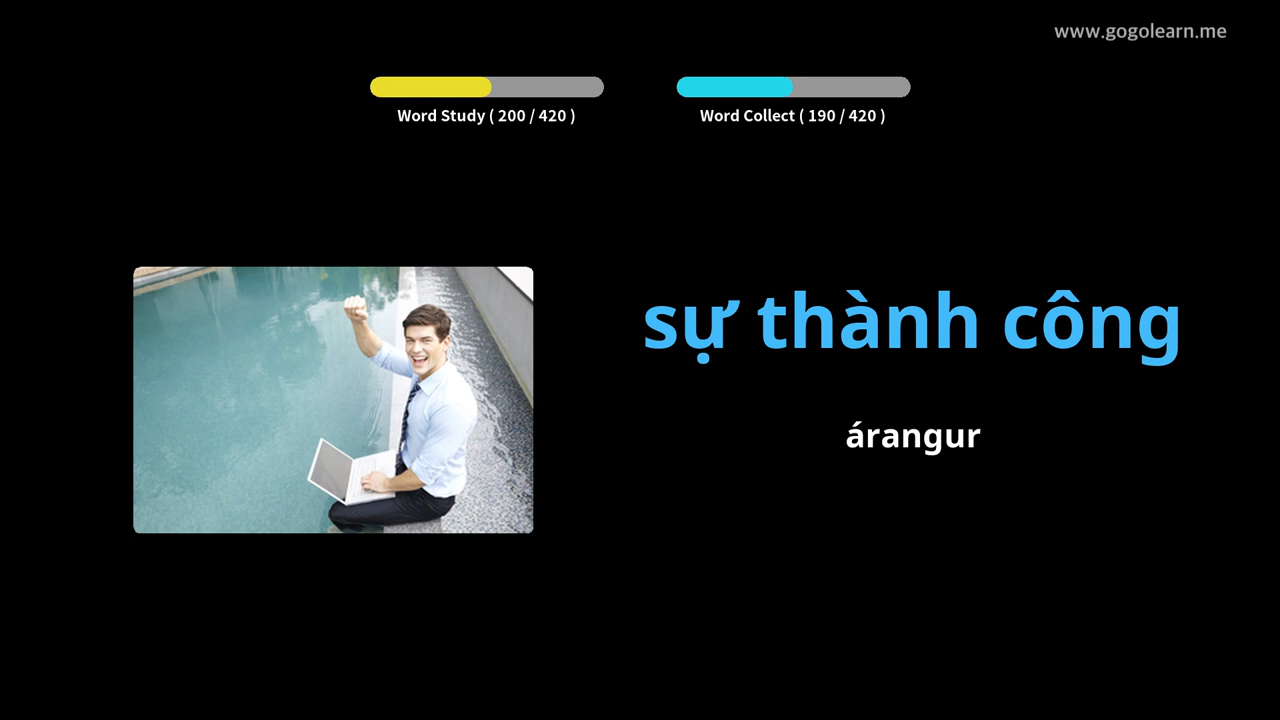 www.gogolearn.me
Word Study ( 200 / 420 )
Word Collect ( 190 / 420 )
sự thành công
árangur